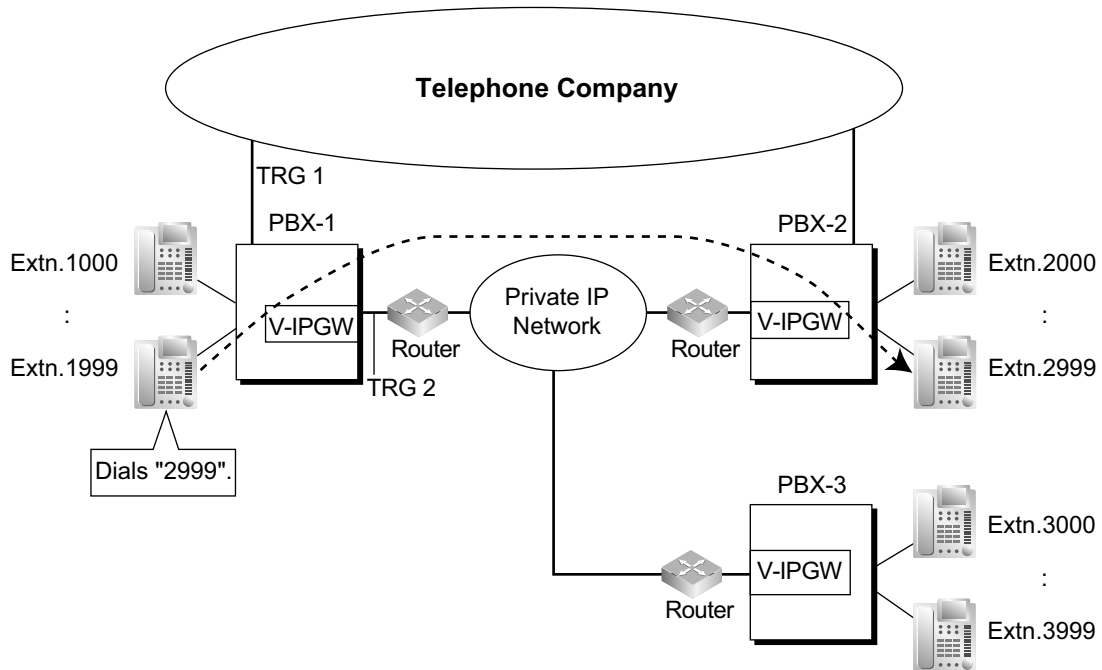 Telephone Company
TRG 1
PBX-1
PBX-2
Extn.1000
:
Extn.1999
V-IPGW
Router
TRG 2
Private IP
Network
Router
V-IPGW
Extn.2000
:
Extn.2999
Dials "2999".
PBX-3
V-IPGW
Router
Extn.3000
:
Extn.3999